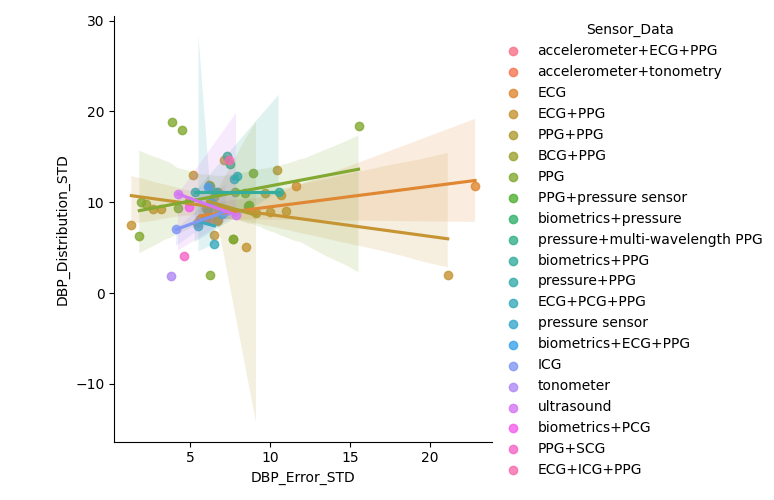 30
20
10
0
−10
5
10
15
20
DBP_Distribution_STD
DBP_Error_STD
Sensor_Data
accelerometer+ECG+PPG
accelerometer+tonometry
ECG
ECG+PPG
PPG+PPG
BCG+PPG
PPG
PPG+pressure sensor
biometrics+pressure
pressure+multi-wavelength PPG
biometrics+PPG
pressure+PPG
ECG+PCG+PPG
pressure sensor
biometrics+ECG+PPG
ICG
tonometer
ultrasound
biometrics+PCG
PPG+SCG
ECG+ICG+PPG